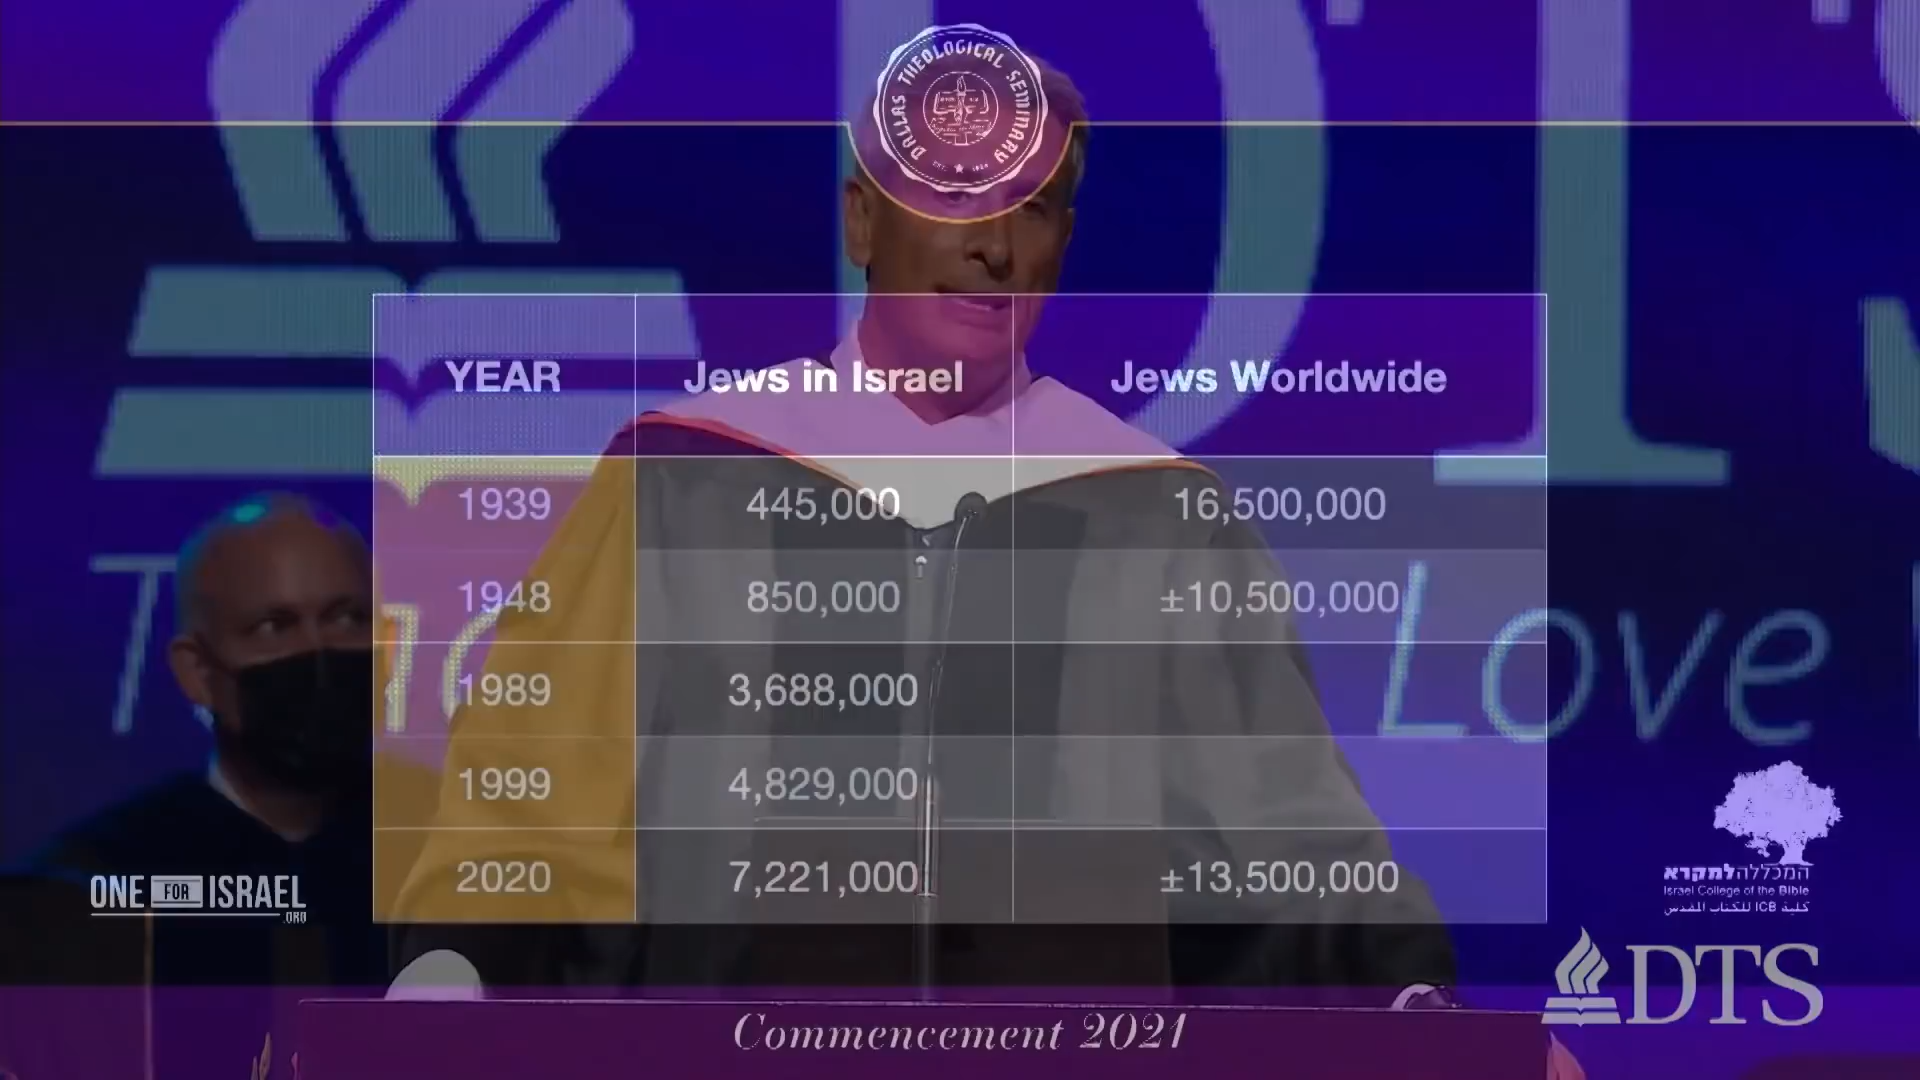 DALLAS THEOLOGICAL SEMINARY
YEAR Jews in Israel Jews Worldwide
1939 445,000 16,500,000
1948 850,000 ±10,500,000
1989 3,688,000
1999 4,829,000
2020 7,221,000 ±13,500,000
Love
ONE FOR ISRAEL
.ORG
המכללהלמקרא
Israel College of the Bible
كلية ICB للكتاب المقدس
DTS
Commencement 2021